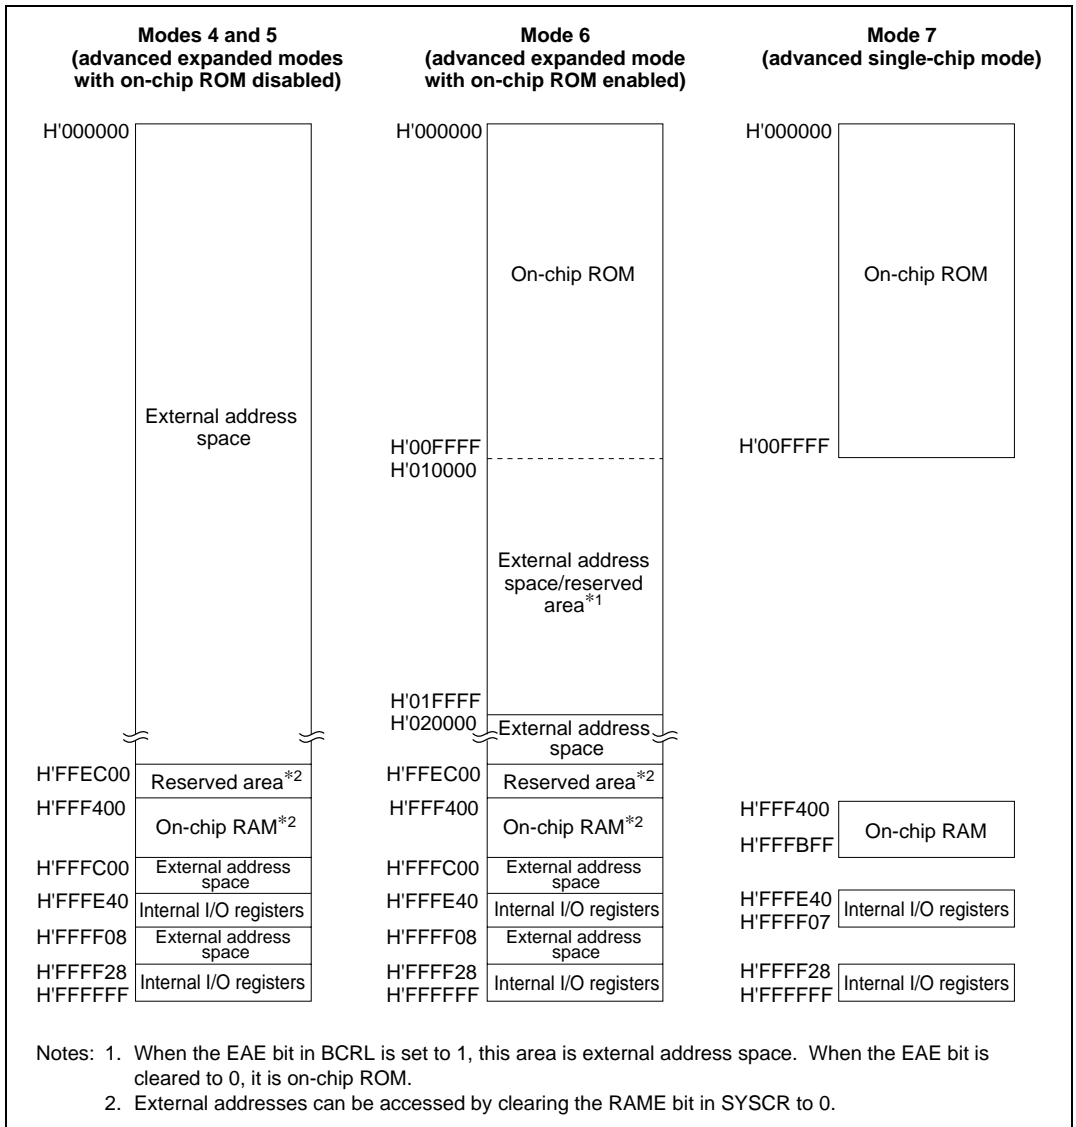 Modes 4 and 5
(advanced expanded modes
with on-chip ROM disabled)
H'000000
External address
space
H'FFEC00
Reserved area*2
H'FFF400
On-chip RAM*2
H'FFFC00
External address
space
H'FFFE40
Internal I/O registers
H'FFFF08
External address
space
H'FFFF28
Internal I/O registers
H'FFFFFF
Mode 6
(advanced expanded mode
with on-chip ROM enabled)
H'000000
On-chip ROM
H'00FFFF
H'010000
External address
space/reserved
area*1
H'01FFFF
H'020000
External address
space
H'FFEC00
Reserved area*2
H'FFF400
On-chip RAM*2
H'FFFC00
External address
space
H'FFFE40
Internal I/O registers
H'FFFF08
External address
space
H'FFFF28
Internal I/O registers
H'FFFFFF
Mode 7
(advanced single-chip mode)
H'000000
On-chip ROM
H'00FFFF
H'FFF400
On-chip RAM
H'FFFBFF
H'FFFE40
Internal I/O registers
H'FFFF07
H'FFFF28
Internal I/O registers
H'FFFFFF
Notes: 1. When the EAE bit in BCRL is set to 1, this area is external address space. When the EAE bit is
cleared to 0, it is on-chip ROM.
2. External addresses can be accessed by clearing the RAME bit in SYSCR to 0.